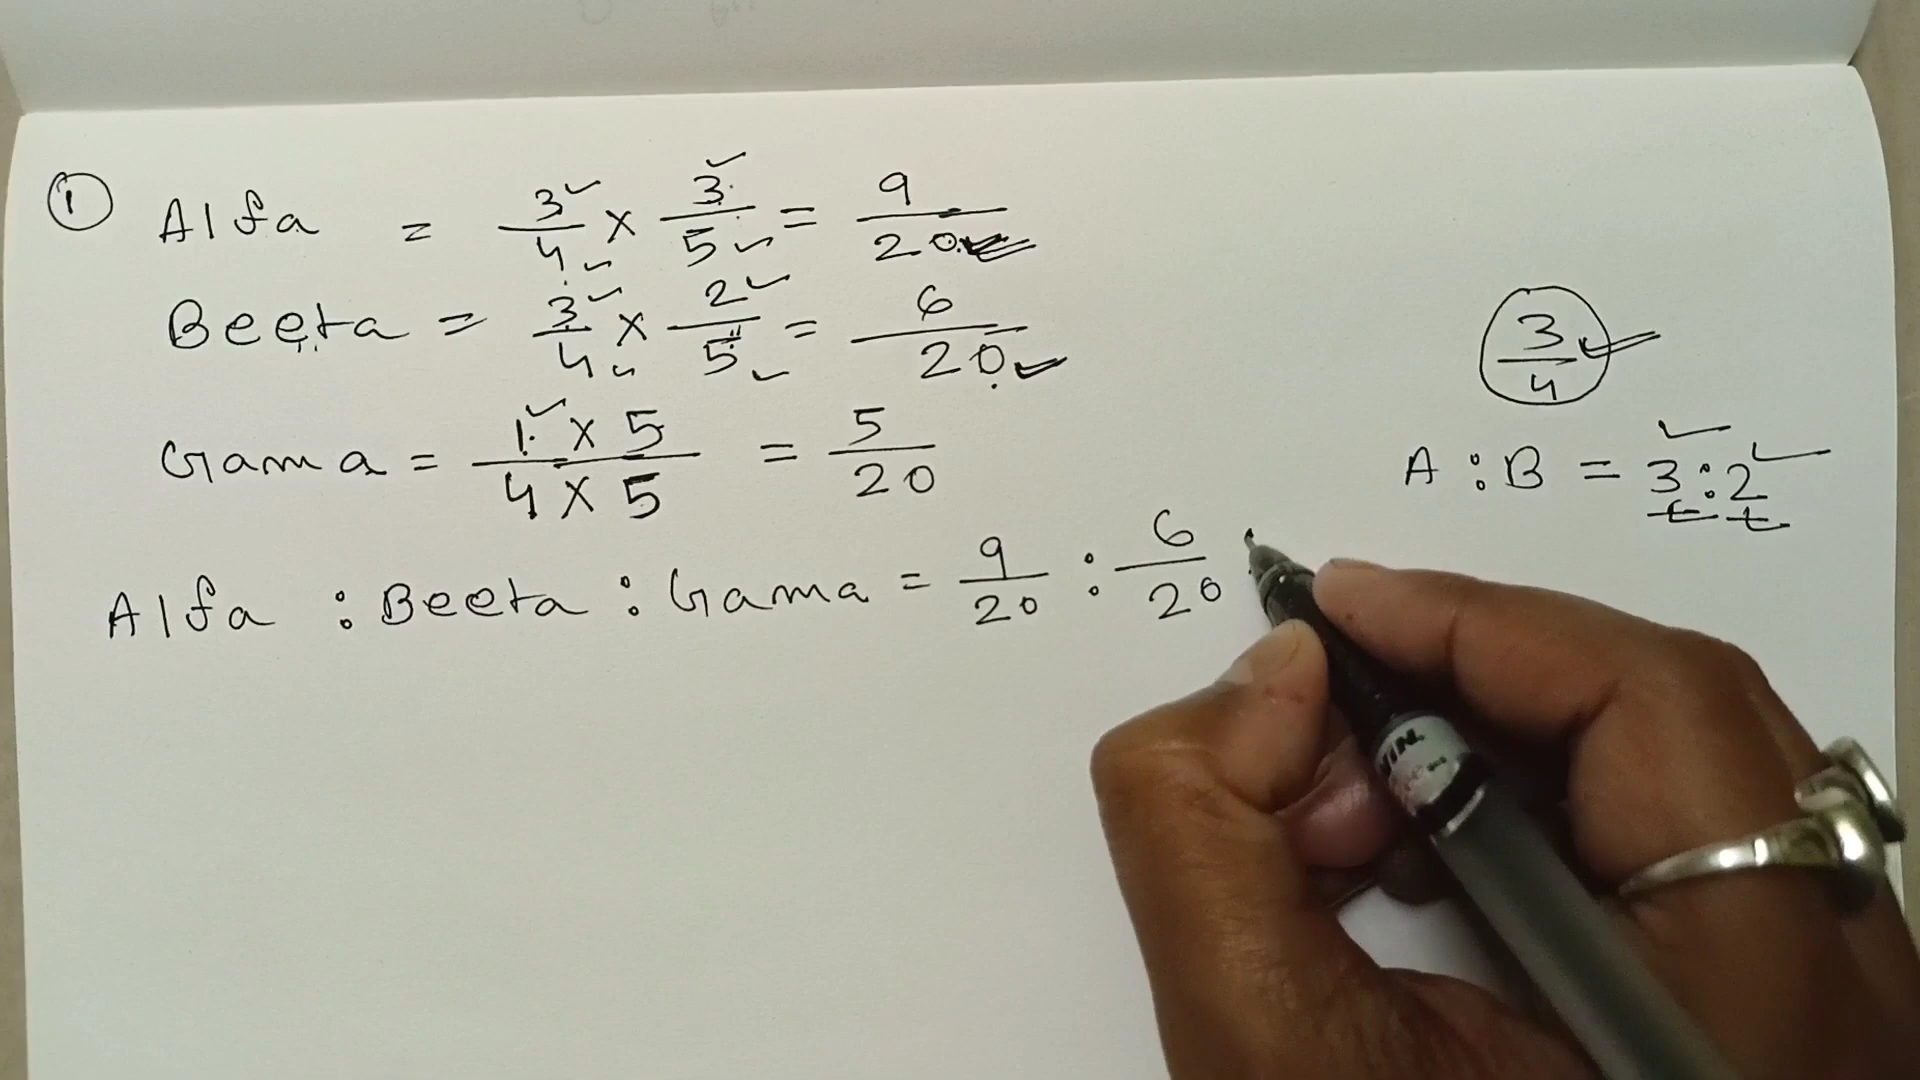 ① Alfa = 3/4 × 3/5 = 9/20
Beeta = 3/4 × 2/5 = 6/20
Gama = 1 × 5 / 4 × 5 = 5/20
3/4
A : B = 3 : 2
Alfa : Beeta : Gama = 9/20 : 6/20 :